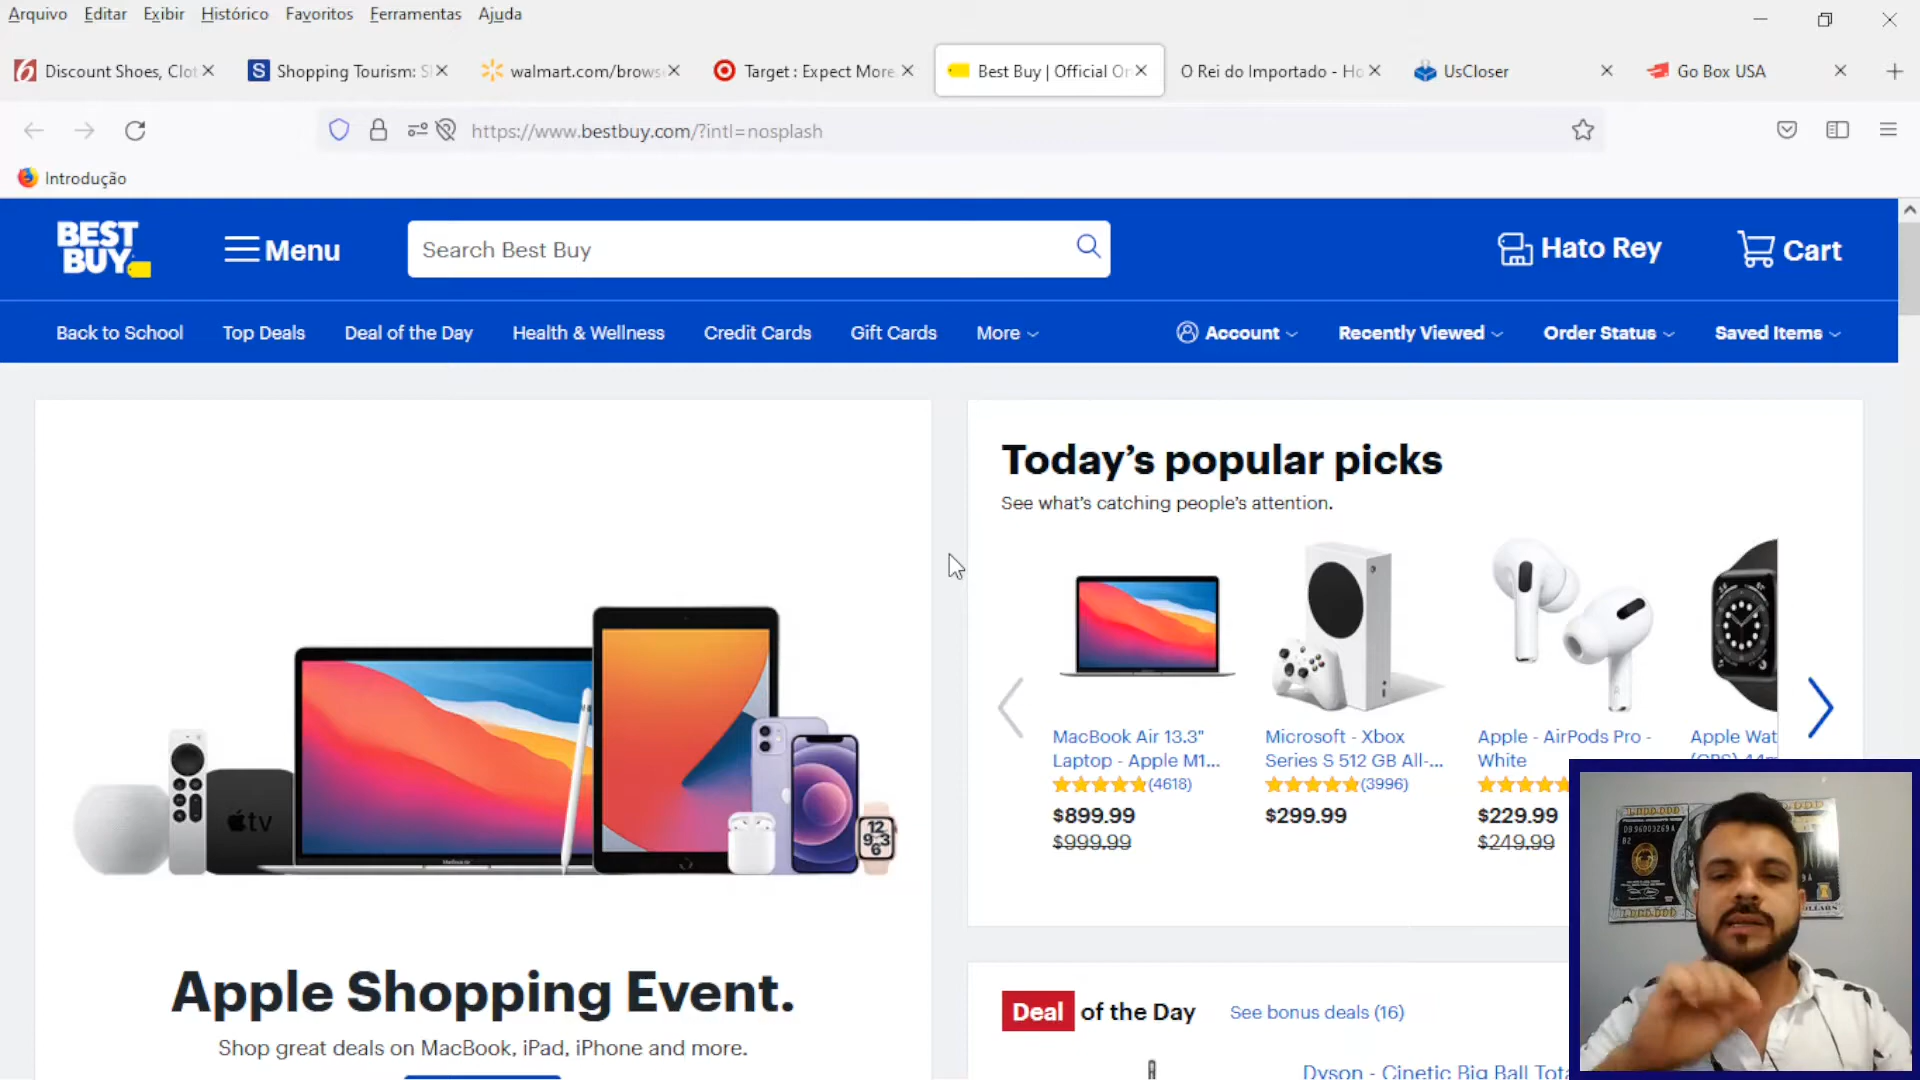 Arquivo Editar Exibir Histórico Favoritos Ferramentas Ajuda
Discount Shoes, Clot
Shopping Tourism: S
walmart.com/brows
Target : Expect More.
Best Buy | Official On
O Rei do Importado - Ho
UsCloser
Go Box USA
https://www.bestbuy.com/?intl=nosplash
Introdução
BEST BUY
Menu
Search Best Buy
Hato Rey
Cart
Back to School
Top Deals
Deal of the Day
Health & Wellness
Credit Cards
Gift Cards
More
Account
Recently Viewed
Order Status
Saved Items
Today's popular picks
See what's catching people's attention.
MacBook Air 13.3"
Laptop - Apple M1...
(4618)
$899.99
$999.99
Microsoft - Xbox
Series S 512 GB All-...
(3996)
$299.99
Apple - AirPods Pro -
White
$229.99
$249.99
Apple Wat
tv
12
9 3
6
Apple Shopping Event.
Shop great deals on MacBook, iPad, iPhone and more.
Deal of the Day
See bonus deals (16)
Dyson - Cinetic Big Ball Tota